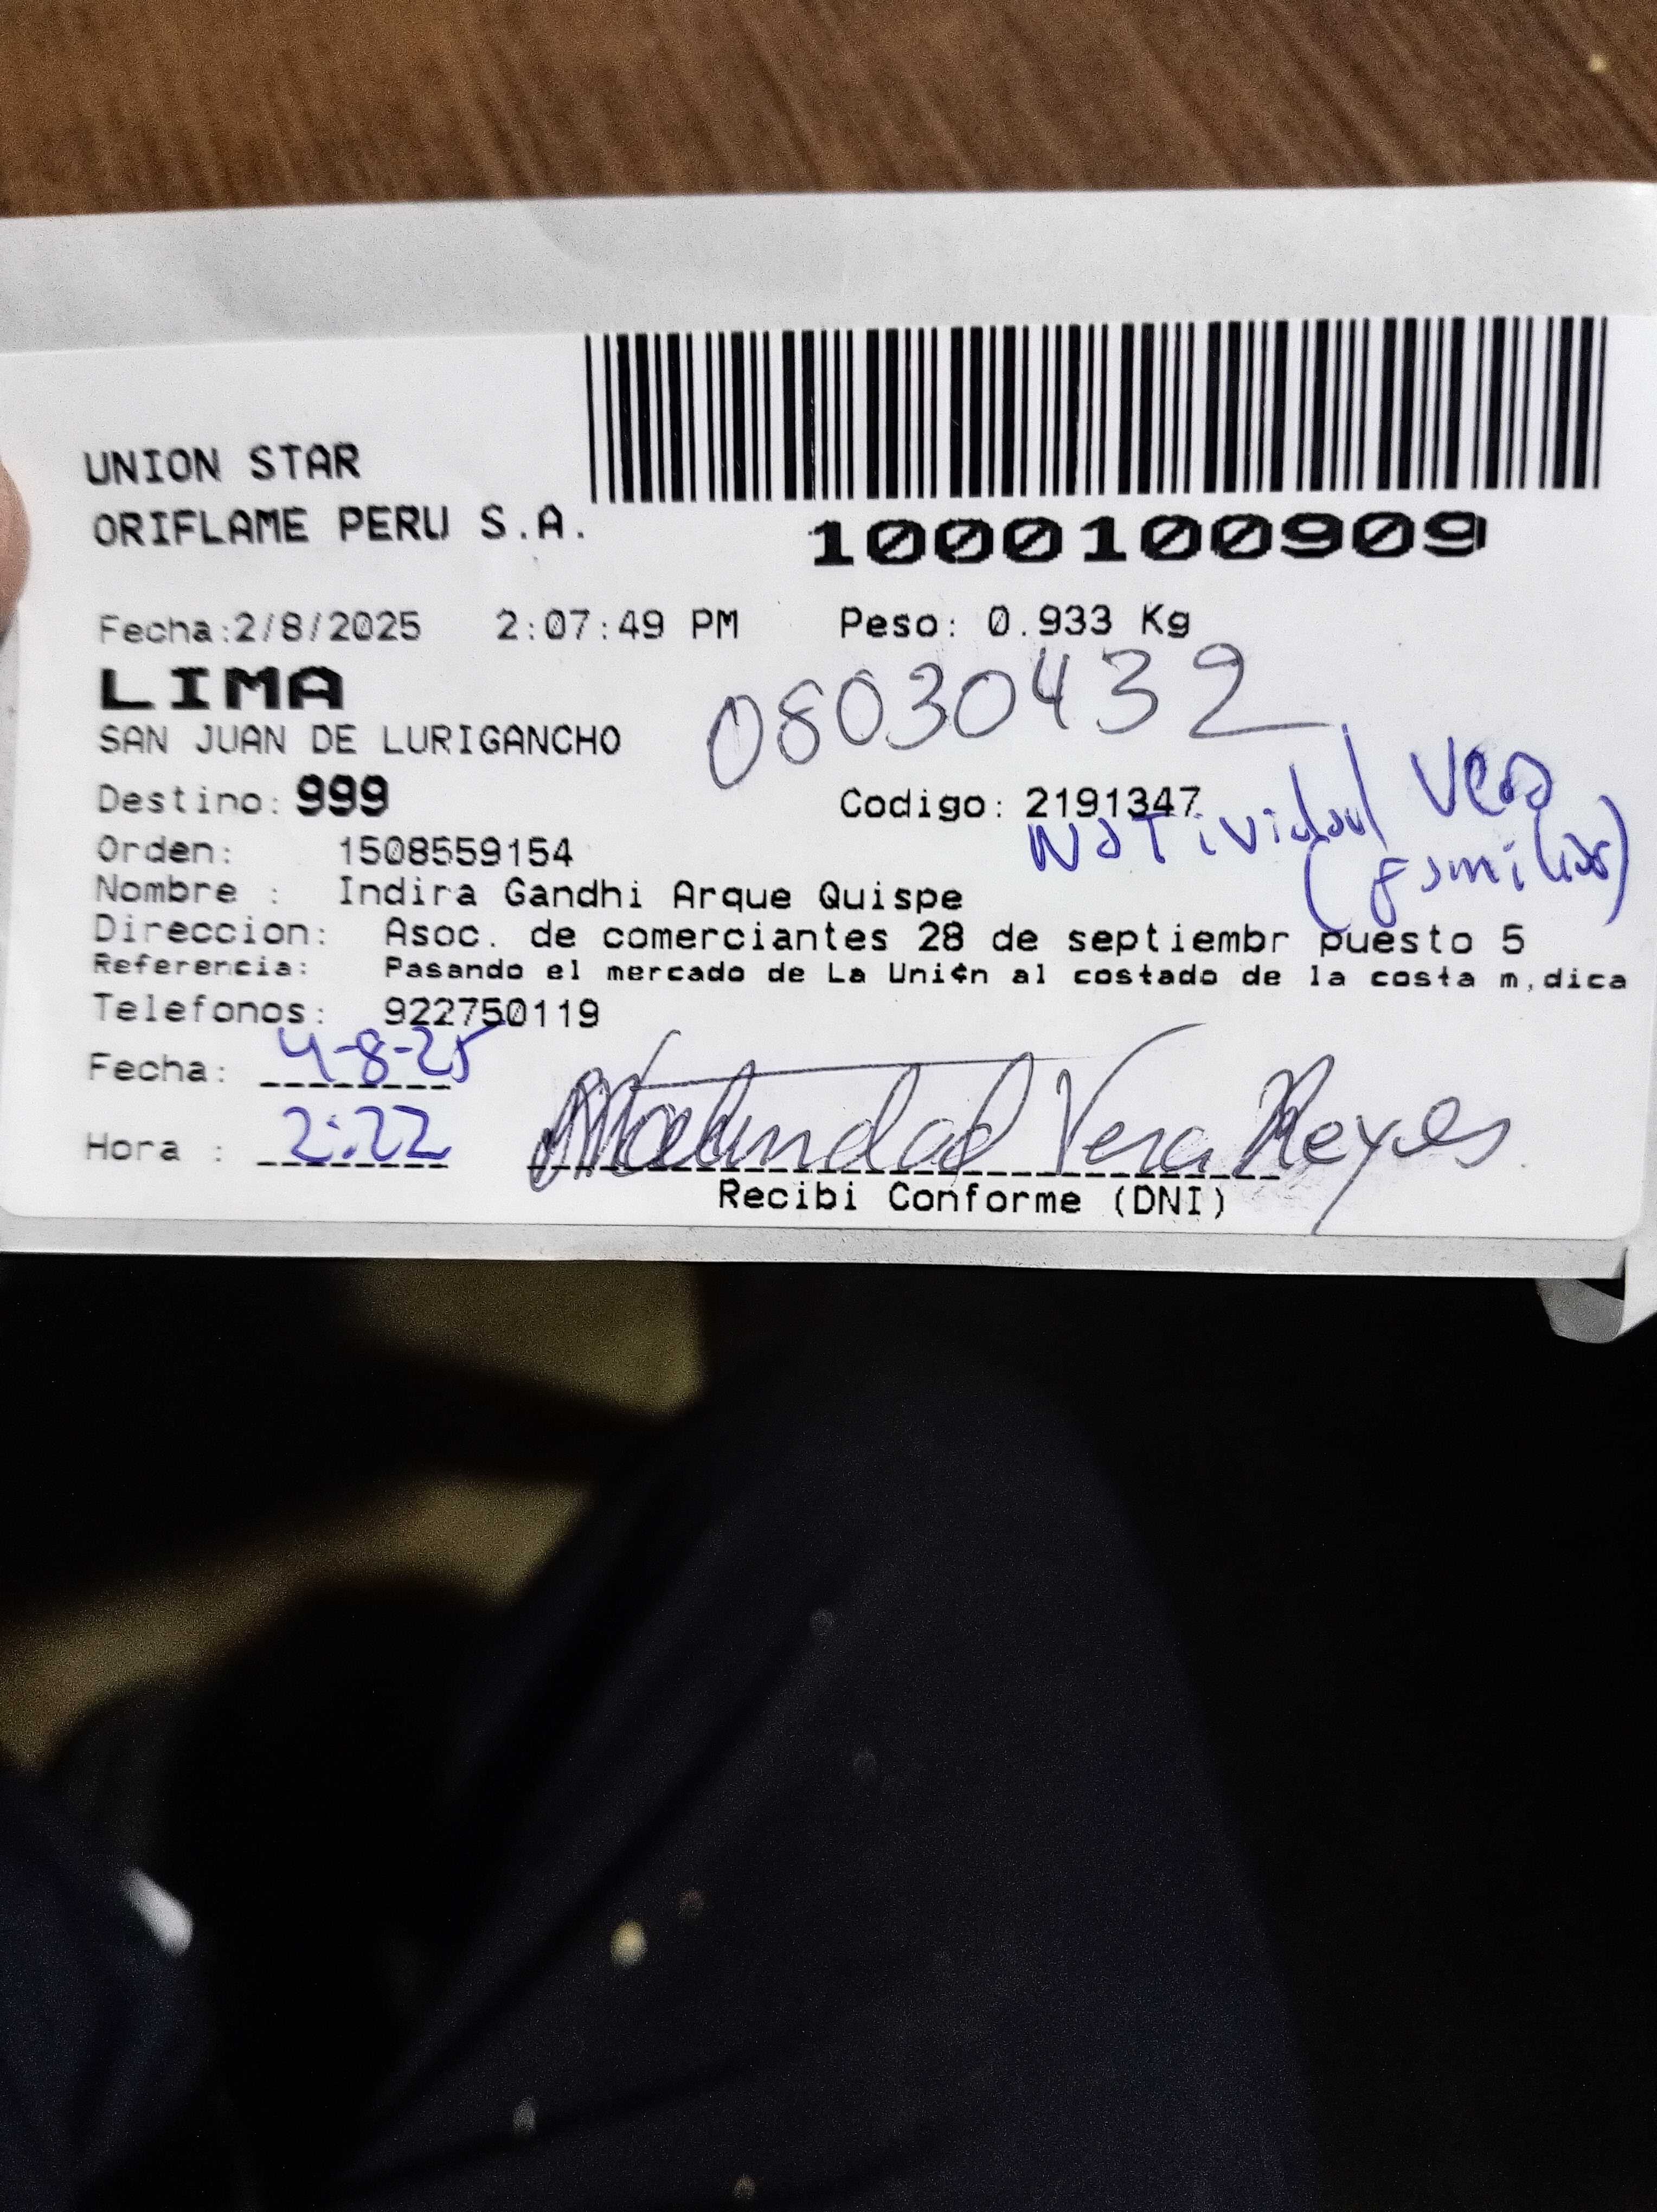 UNION STAR
ORIFLAME PERU S.A.
1000100909
Fecha:2/8/2025 2:07:49 PM Peso: 0.933 Kg
LIMA
08030432
SAN JUAN DE LURIGANCHO
Destino: 999 Codigo: 2191347
Natividad Vera
(familiar)
Orden: 1508559154
Nombre : Indira Gandhi Arque Quispe
Direccion: Asoc. de comerciantes 28 de septiembr puesto 5
Referencia: Pasando el mercado de La Uni¢n al costado de la costa m‚dica
Telefonos: 922750119
Fecha: 4-8-25
Hora : 2:22 Natividad Vera Reyes
Recibi Conforme (DNI)